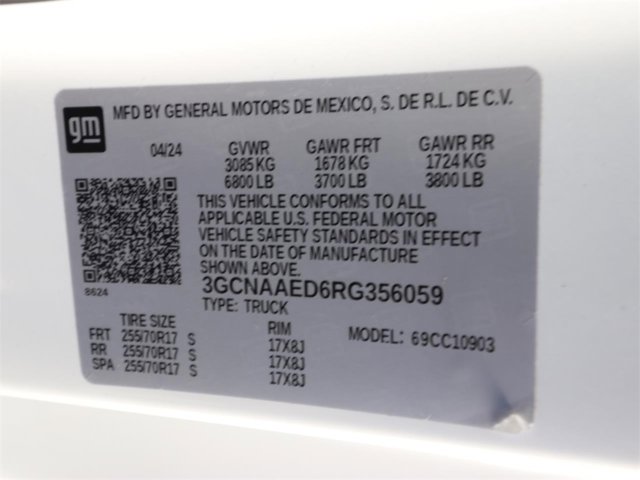 gm
MFD BY GENERAL MOTORS DE MEXICO, S. DE R.L. DE C.V.
04/24 GVWR GAWR FRT GAWR RR
3085 KG 1678 KG 1724 KG
6800 LB 3700 LB 3800 LB
THIS VEHICLE CONFORMS TO ALL
APPLICABLE U.S. FEDERAL MOTOR
VEHICLE SAFETY STANDARDS IN EFFECT
ON THE DATE OF MANUFACTURE
SHOWN ABOVE.
8624
3GCNAAED6RG356059
TYPE: TRUCK
TIRE SIZE RIM MODEL: 69CC10903
FRT 255/70R17 S 17X8J
RR 255/70R17 S 17X8J
SPA 255/70R17 S 17X8J